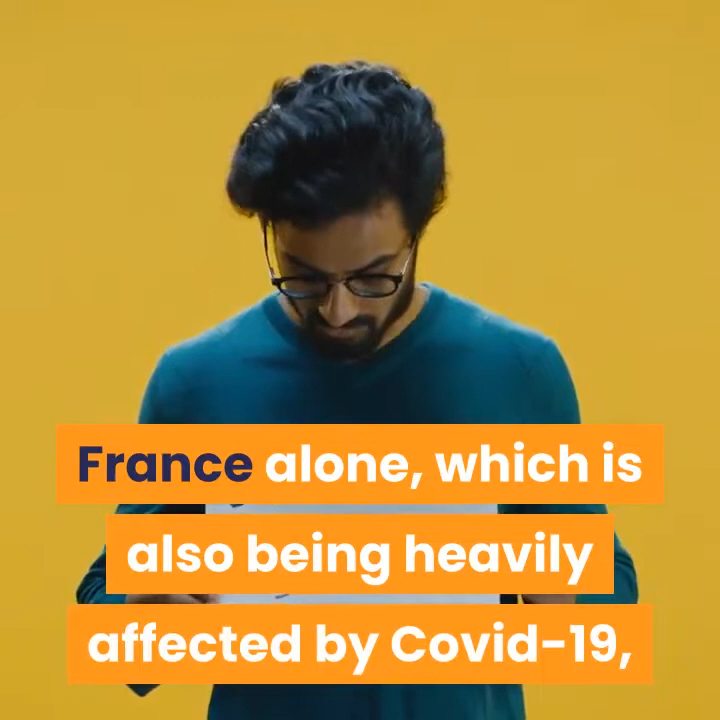 France alone, which is
also being heavily
affected by Covid-19,